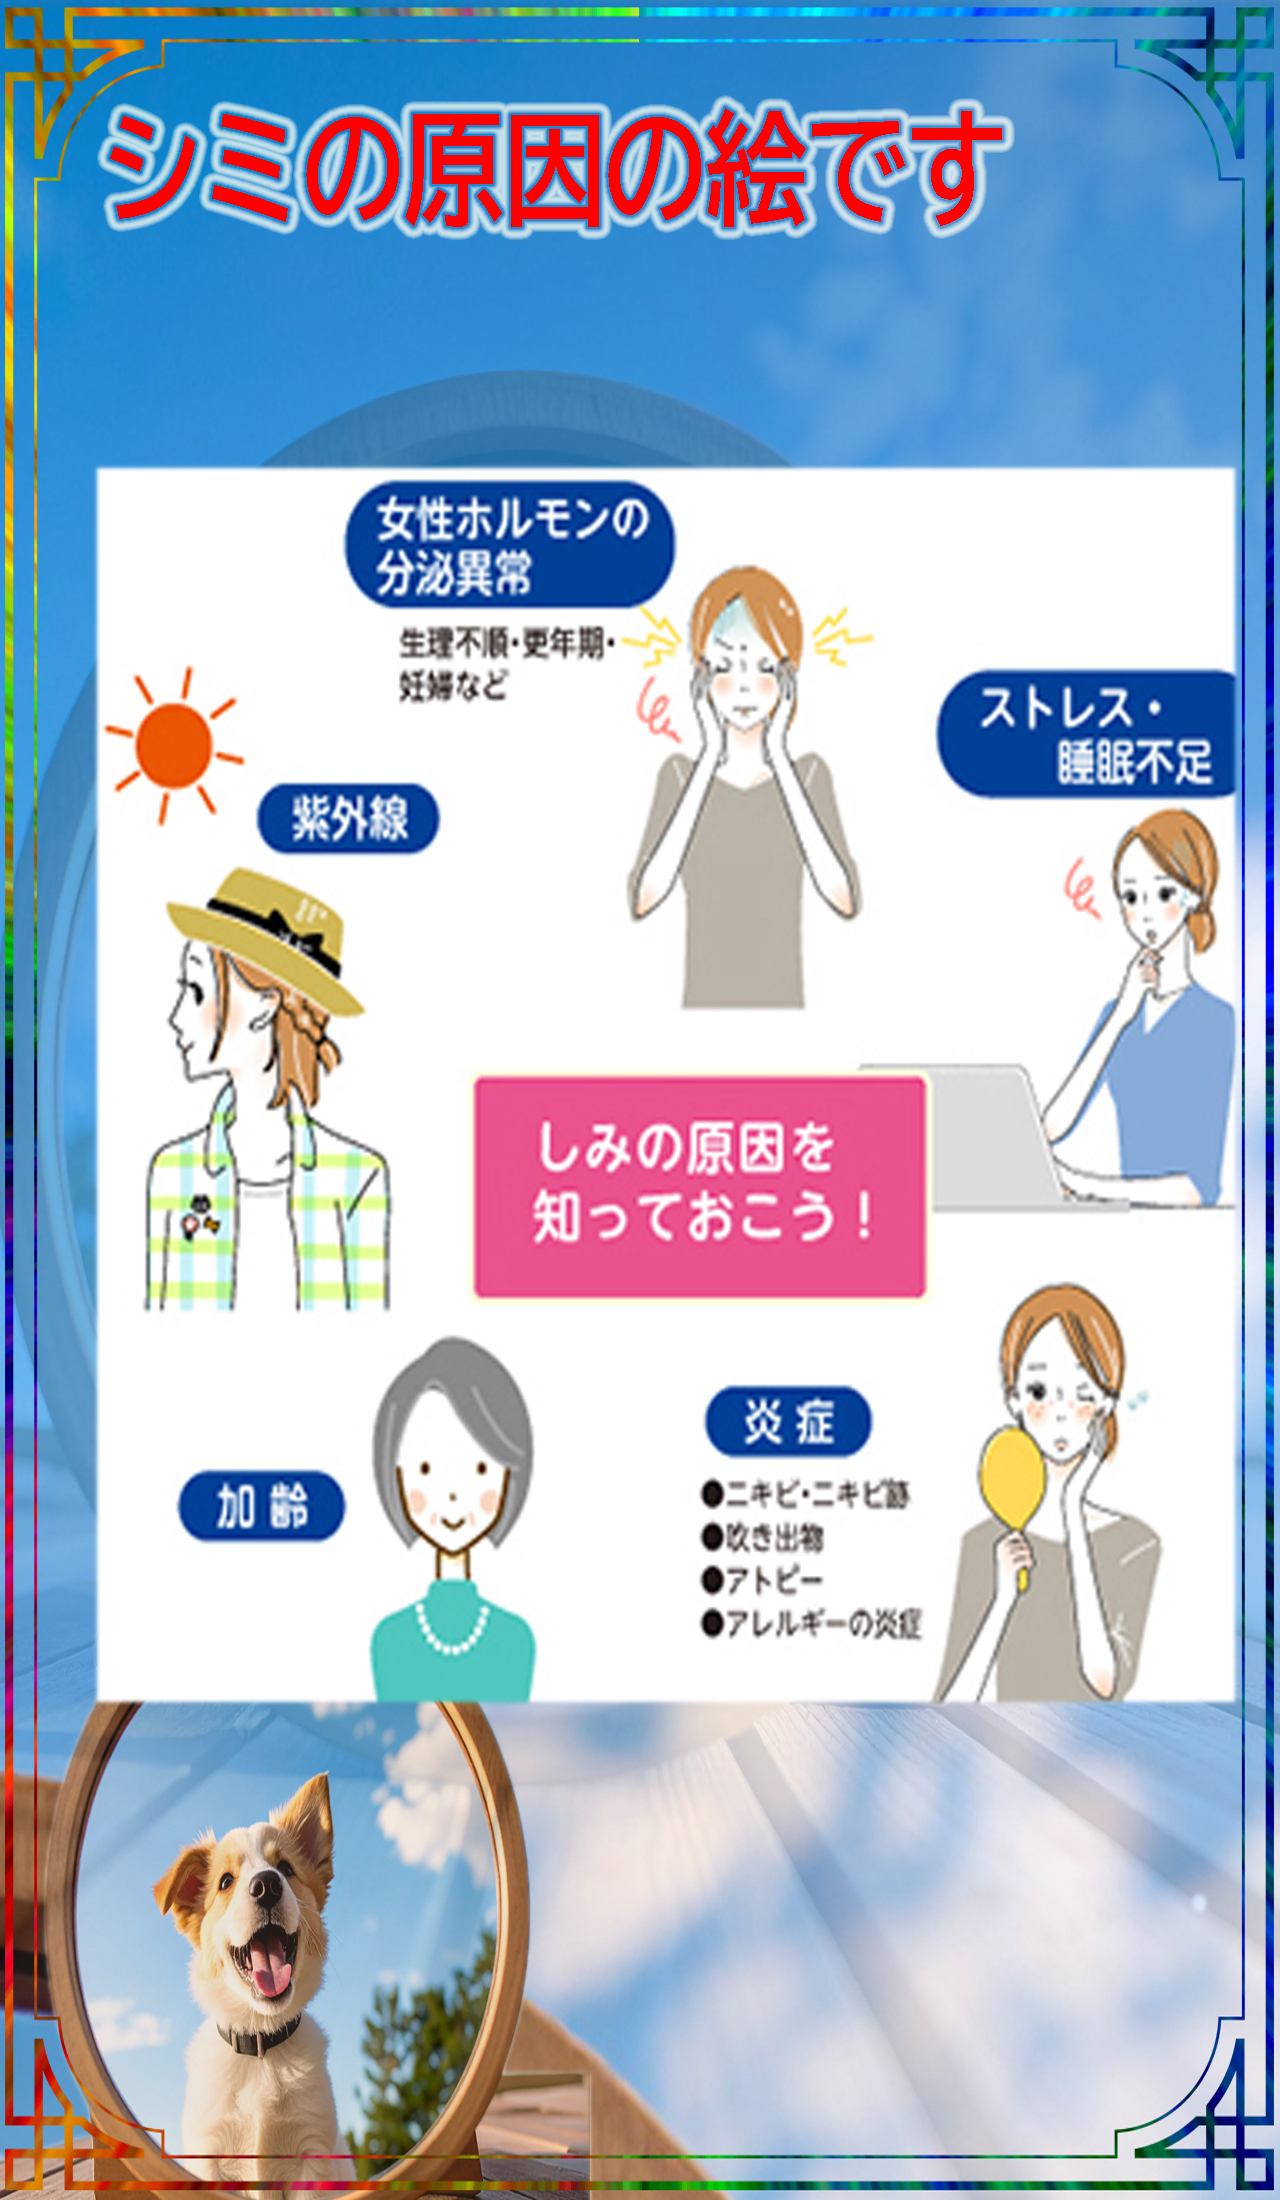 シミの原因の絵です
女性ホルモンの
分泌異常
生理不順・更年期・
妊婦など
ストレス・
睡眠不足
紫外線
しみの原因を
知っておこう！
加齢
炎症
●ニキビ・ニキビ跡
●吹き出物
●アトピー
●アレルギーの炎症